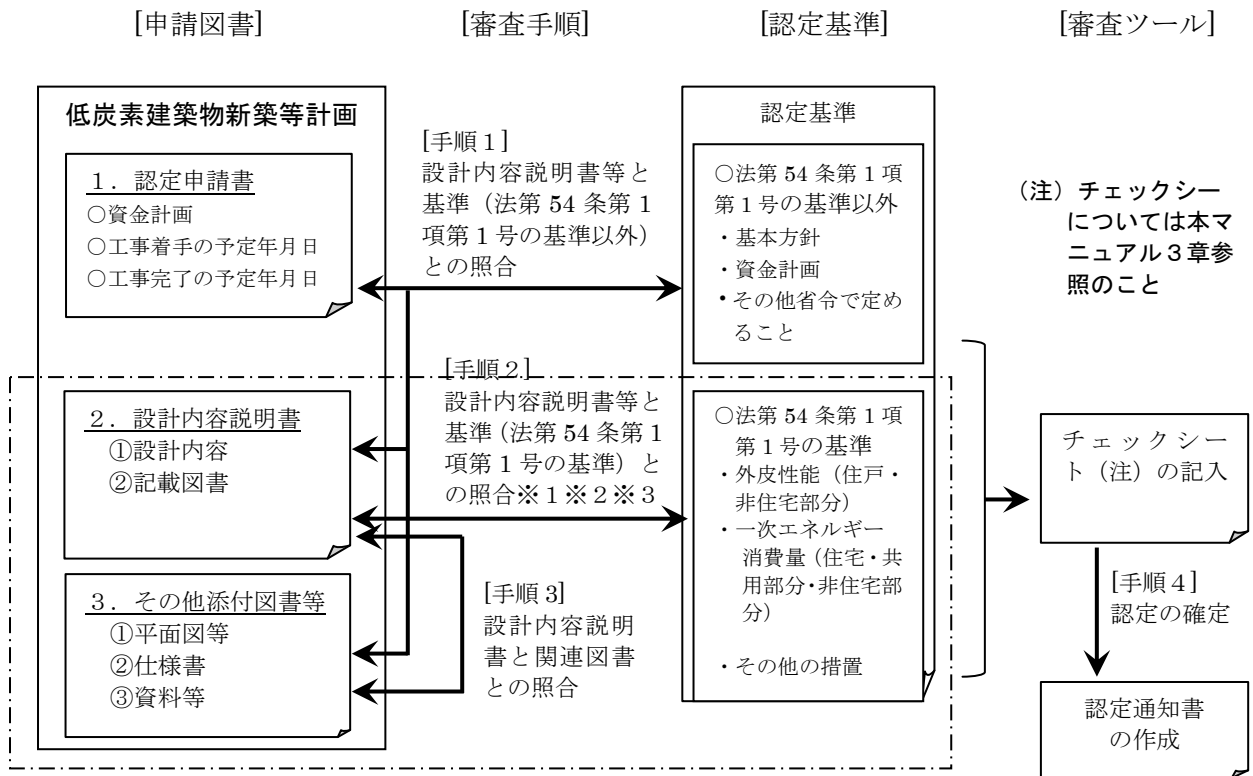 [申請図書]
[審査手順]
[認定基準]
[審査ツール]
低炭素建築物新築等計画
１．認定申請書
○資金計画
○工事着手の予定年月日
○工事完了の予定年月日
２．設計内容説明書
①設計内容
②記載図書
３．その他添付図書等
①平面図等
②仕様書
③資料等
[手順１]
設計内容説明書等と
基準（法第 54 条第 1
項第 1 号の基準以外）
との照合
[手順２]
設計内容説明書等と
基準（法第 54 条第 1
項第 1 号の基準）と
の照合※１※２※３
[手順 3]
設計内容説明
書と関連図書
との照合
認定基準
○法第 54 条第 1 項
第 1 号の基準以外
・基本方針
・資金計画
・その他省令で定め
ること
○法第 54 条第 1 項
第 1 号の基準
・外皮性能（住戸・
非住宅部分）
・一次エネルギー
消費量（住宅・共
用部分・非住宅部
分）
・その他の措置
（注）チェックシー
については本マ
ニュアル３章参
照のこと
チェックシー
ト（注）の記入
[手順４]
認定の確定
認定通知書
の作成